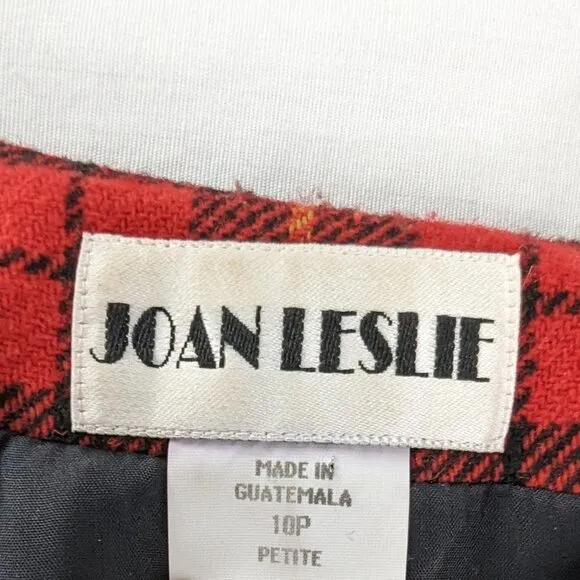 JOAN LESLIE
MADE IN
GUATEMALA
10P
PETITE